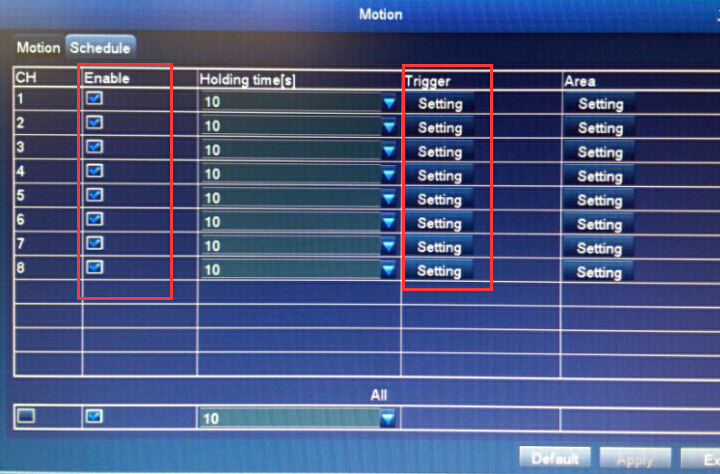 Motion
Motion Schedule
CH Enable Holding time[s] Trigger Area
1 10 Setting Setting
2 10 Setting Setting
3 10 Setting Setting
4 10 Setting Setting
5 10 Setting Setting
6 10 Setting Setting
7 10 Setting Setting
8 10 Setting Setting
All
10
Default Apply Ex